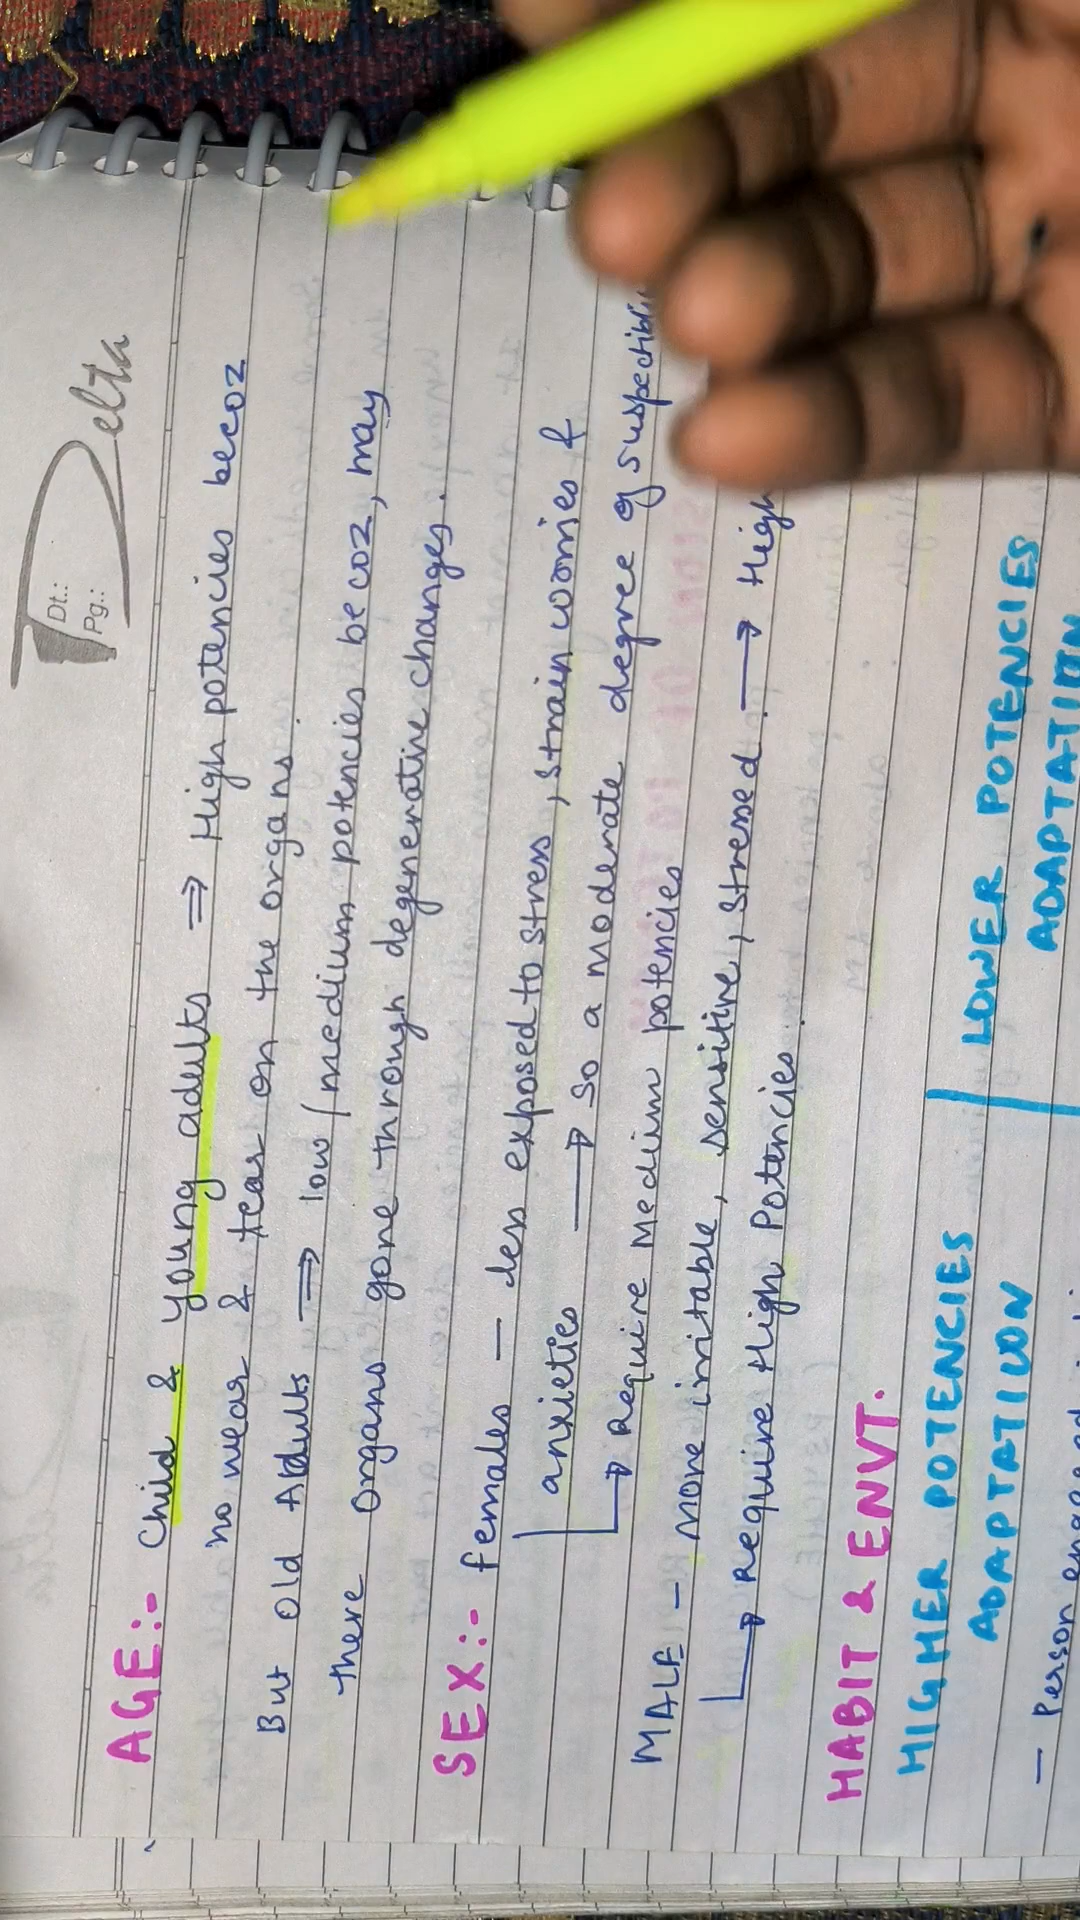 Delta
Dt.:
Pg.:
AGE:- Child & young adults ⇒ High potencies becoz
no wear & tear on the organs.
But Old Adults ⇒ low/medium potencies becoz, may
there organs gone through degenerative changes.
SEX:- females - less exposed to stress, strain worries &
anxieties → So a moderate degree of
↳ Require Medium potencies
MALE - more irritable, sensitive, stressed. → High
↳ Require High Potencies.
HABIT & ENVT.
HIGHER POTENCIES | LOWER POTENCIES
ADAPTATION | ADAPTATION
- Person engaged